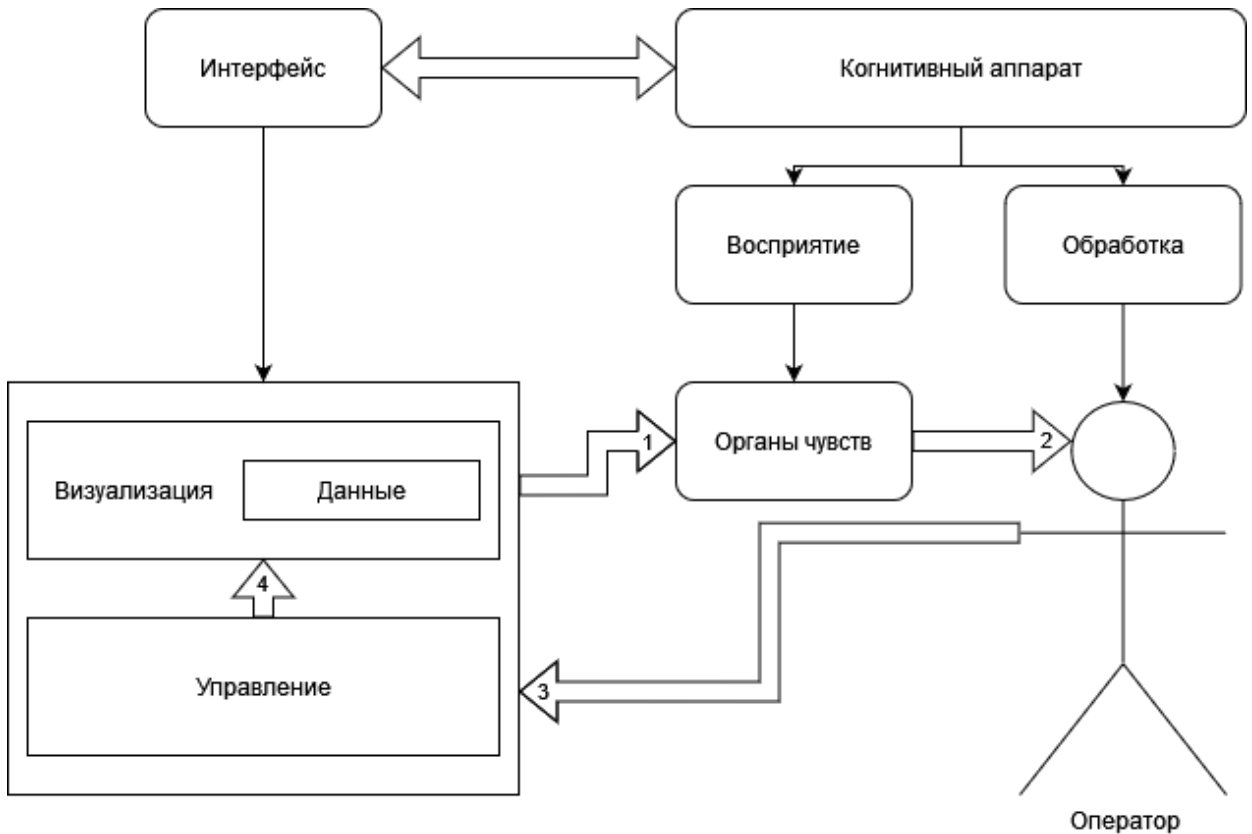 Интерфейс
Когнитивный аппарат
Восприятие
Обработка
Визуализация
Данные
1
Органы чувств
2
4
Управление
3
Оператор